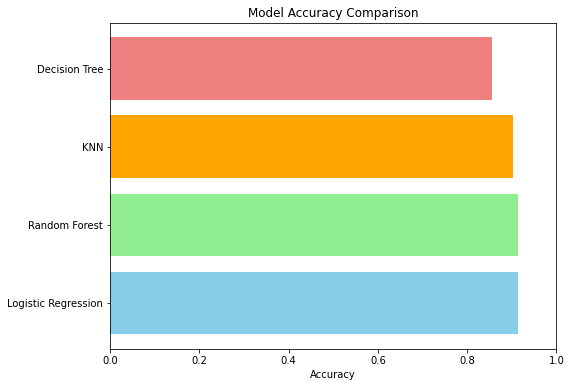 Model Accuracy Comparison
Decision Tree
KNN
Random Forest
Logistic Regression
0.0 0.2 0.4 0.6 0.8 1.0
Accuracy